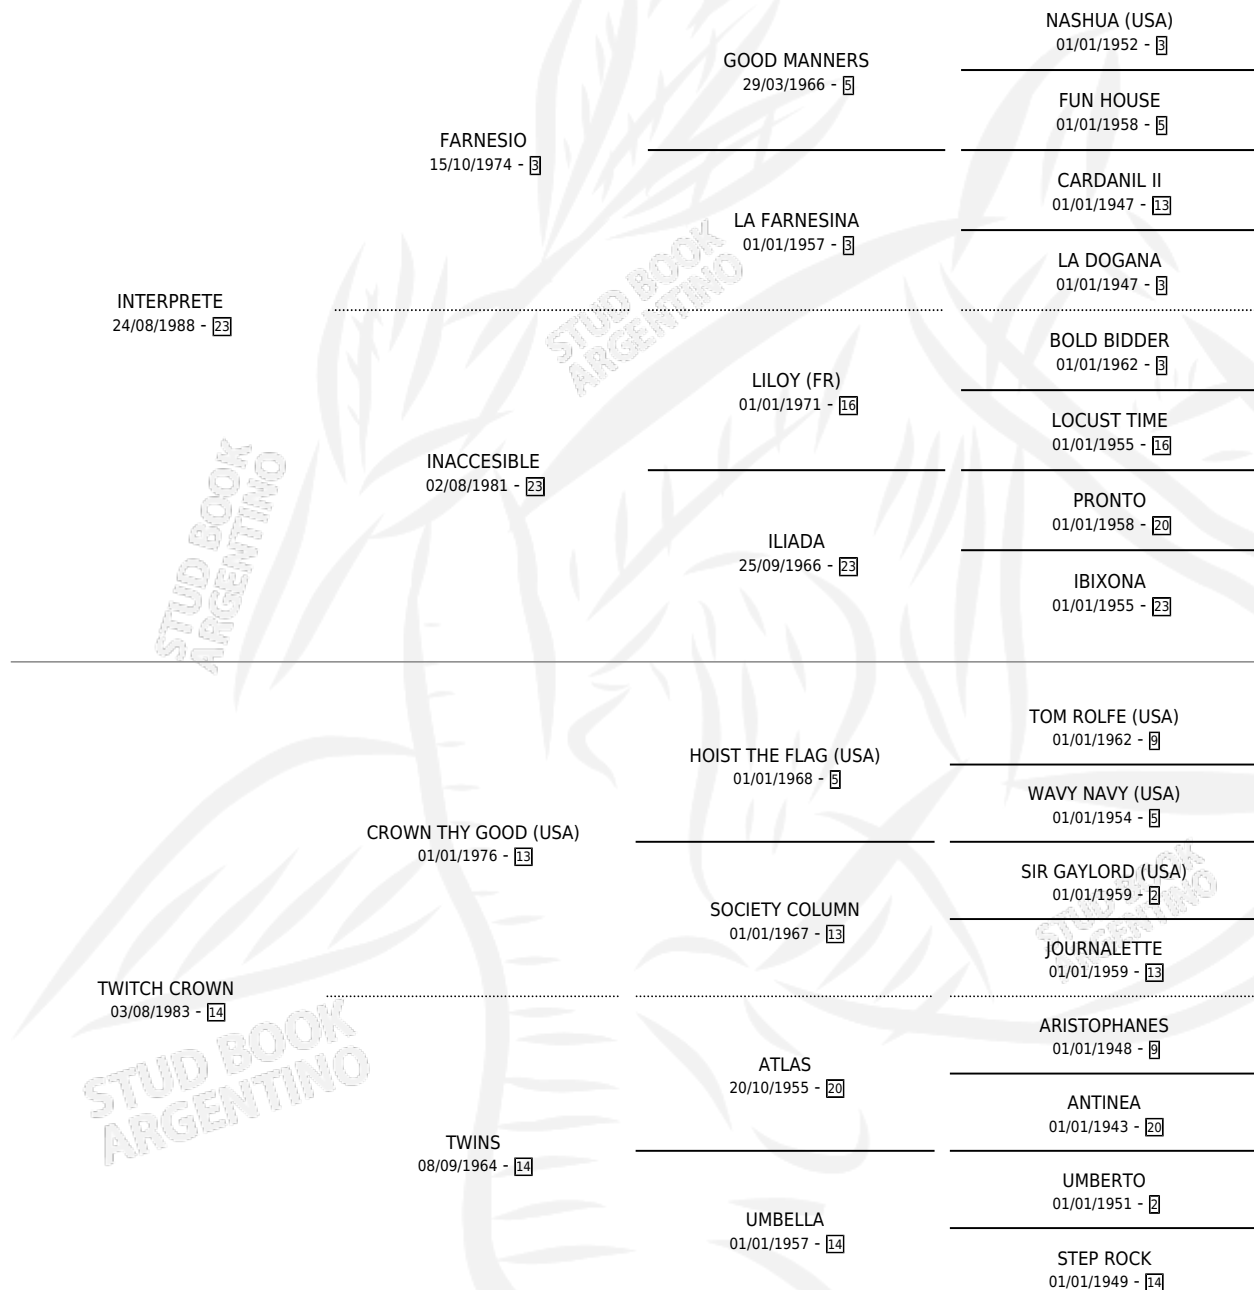 NASHUA (USA)
01/01/1952 - 3
GOOD MANNERS
29/03/1966 - 5
FUN HOUSE
01/01/1958 - 5
FARNESIO
15/10/1974 - 3
CARDANIL II
01/01/1947 - 13
LA FARNESINA
01/01/1957 - 3
LA DOGANA
01/01/1947 - 3
INTERPRETE
24/08/1988 - 23
BOLD BIDDER
01/01/1962 - 3
LILOY (FR)
01/01/1971 - 16
LOCUST TIME
01/01/1955 - 16
INACCESIBLE
02/08/1981 - 23
PRONTO
01/01/1958 - 20
ILIADA
25/09/1966 - 23
IBIXONA
01/01/1955 - 23
TOM ROLFE (USA)
01/01/1962 - 9
HOIST THE FLAG (USA)
01/01/1968 - 5
WAVY NAVY (USA)
01/01/1954 - 5
CROWN THY GOOD (USA)
01/01/1976 - 13
SIR GAYLORD (USA)
01/01/1959 - 2
SOCIETY COLUMN
01/01/1967 - 13
JOURNALETTE
01/01/1959 - 13
TWITCH CROWN
03/08/1983 - 14
ARISTOPHANES
01/01/1948 - 9
ATLAS
20/10/1955 - 20
ANTINEA
01/01/1943 - 20
TWINS
08/09/1964 - 14
UMBERTO
01/01/1951 - 2
UMBELLA
01/01/1957 - 14
STEP ROCK
01/01/1949 - 14
STUD BOOK
ARGENTINO
STUD BOOK
ARGENTINO
STUD BOOK
ARGENTINO
STUD BOOK
ARGENTINO